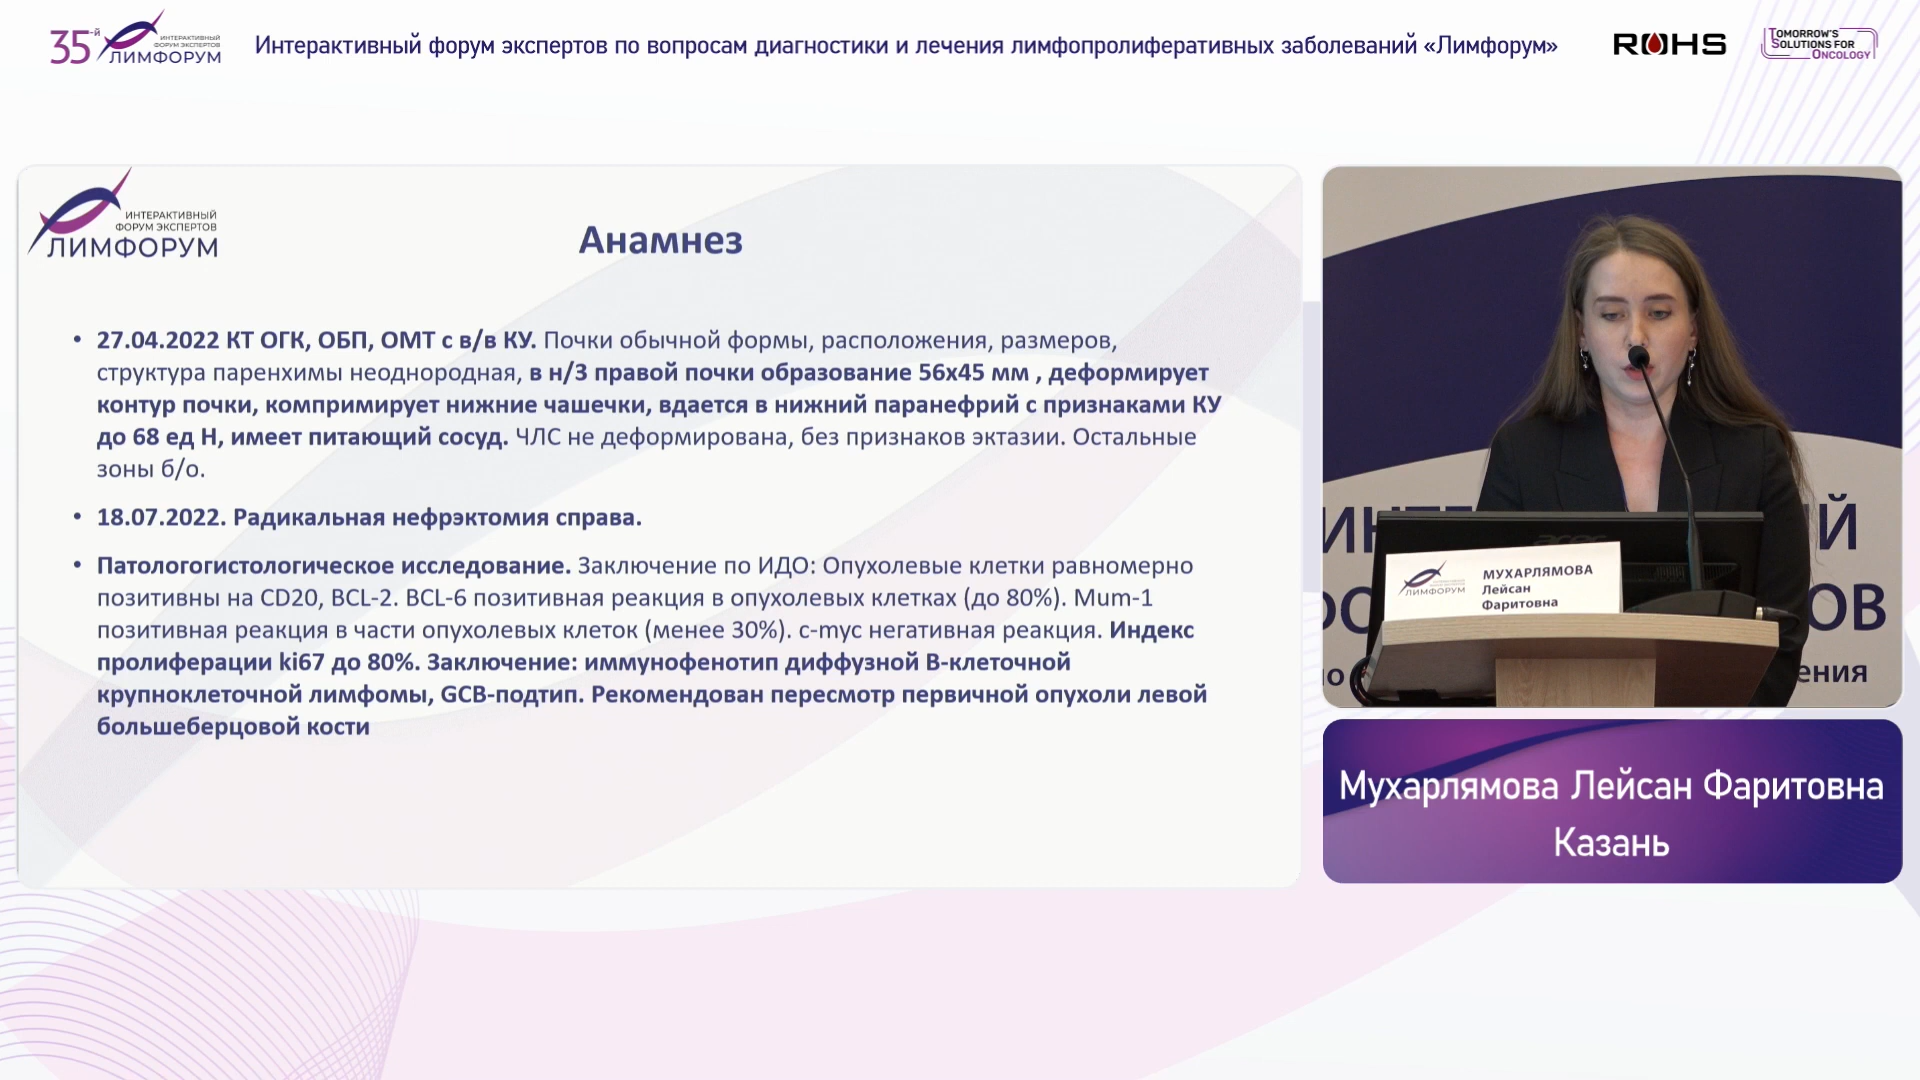 35-й
ИНТЕРАКТИВНЫЙ
ФОРУМ ЭКСПЕРТОВ
ЛИМФОРУМ
Интерактивный форум экспертов по вопросам диагностики и лечения лимфопролиферативных заболеваний «Лимфорум»
ROHS
TOMORROW'S
SOLUTIONS FOR
ONCOLOGY
ИНТЕРАКТИВНЫЙ
ФОРУМ ЭКСПЕРТОВ
ЛИМФОРУМ
Анамнез
• 27.04.2022 КТ ОГК, ОБП, ОМТ с в/в КУ. Почки обычной формы, расположения, размеров,
структура паренхимы неоднородная, в н/3 правой почки образование 56х45 мм , деформирует
контур почки, компримирует нижние чашечки, вдается в нижний паранефрий с признаками КУ
до 68 ед Н, имеет питающий сосуд. ЧЛС не деформирована, без признаков эктазии. Остальные
зоны б/о.
• 18.07.2022. Радикальная нефрэктомия справа.
• Патологогистологическое исследование. Заключение по ИДО: Опухолевые клетки равномерно
позитивны на CD20, BCL-2. BCL-6 позитивная реакция в опухолевых клетках (до 80%). Mum-1
позитивная реакция в части опухолевых клеток (менее 30%). c-myc негативная реакция. Индекс
пролиферации ki67 до 80%. Заключение: иммунофенотип диффузной В-клеточной
крупноклеточной лимфомы, GCB-подтип. Рекомендован пересмотр первичной опухоли левой
большеберцовой кости
ИНТЕ
ИЙ
ОВ
ения
acer
ЛИМФОРУМ
МУХАРЛЯМОВА
Лейсан
Фаритовна
Мухарлямова Лейсан Фаритовна
Казань